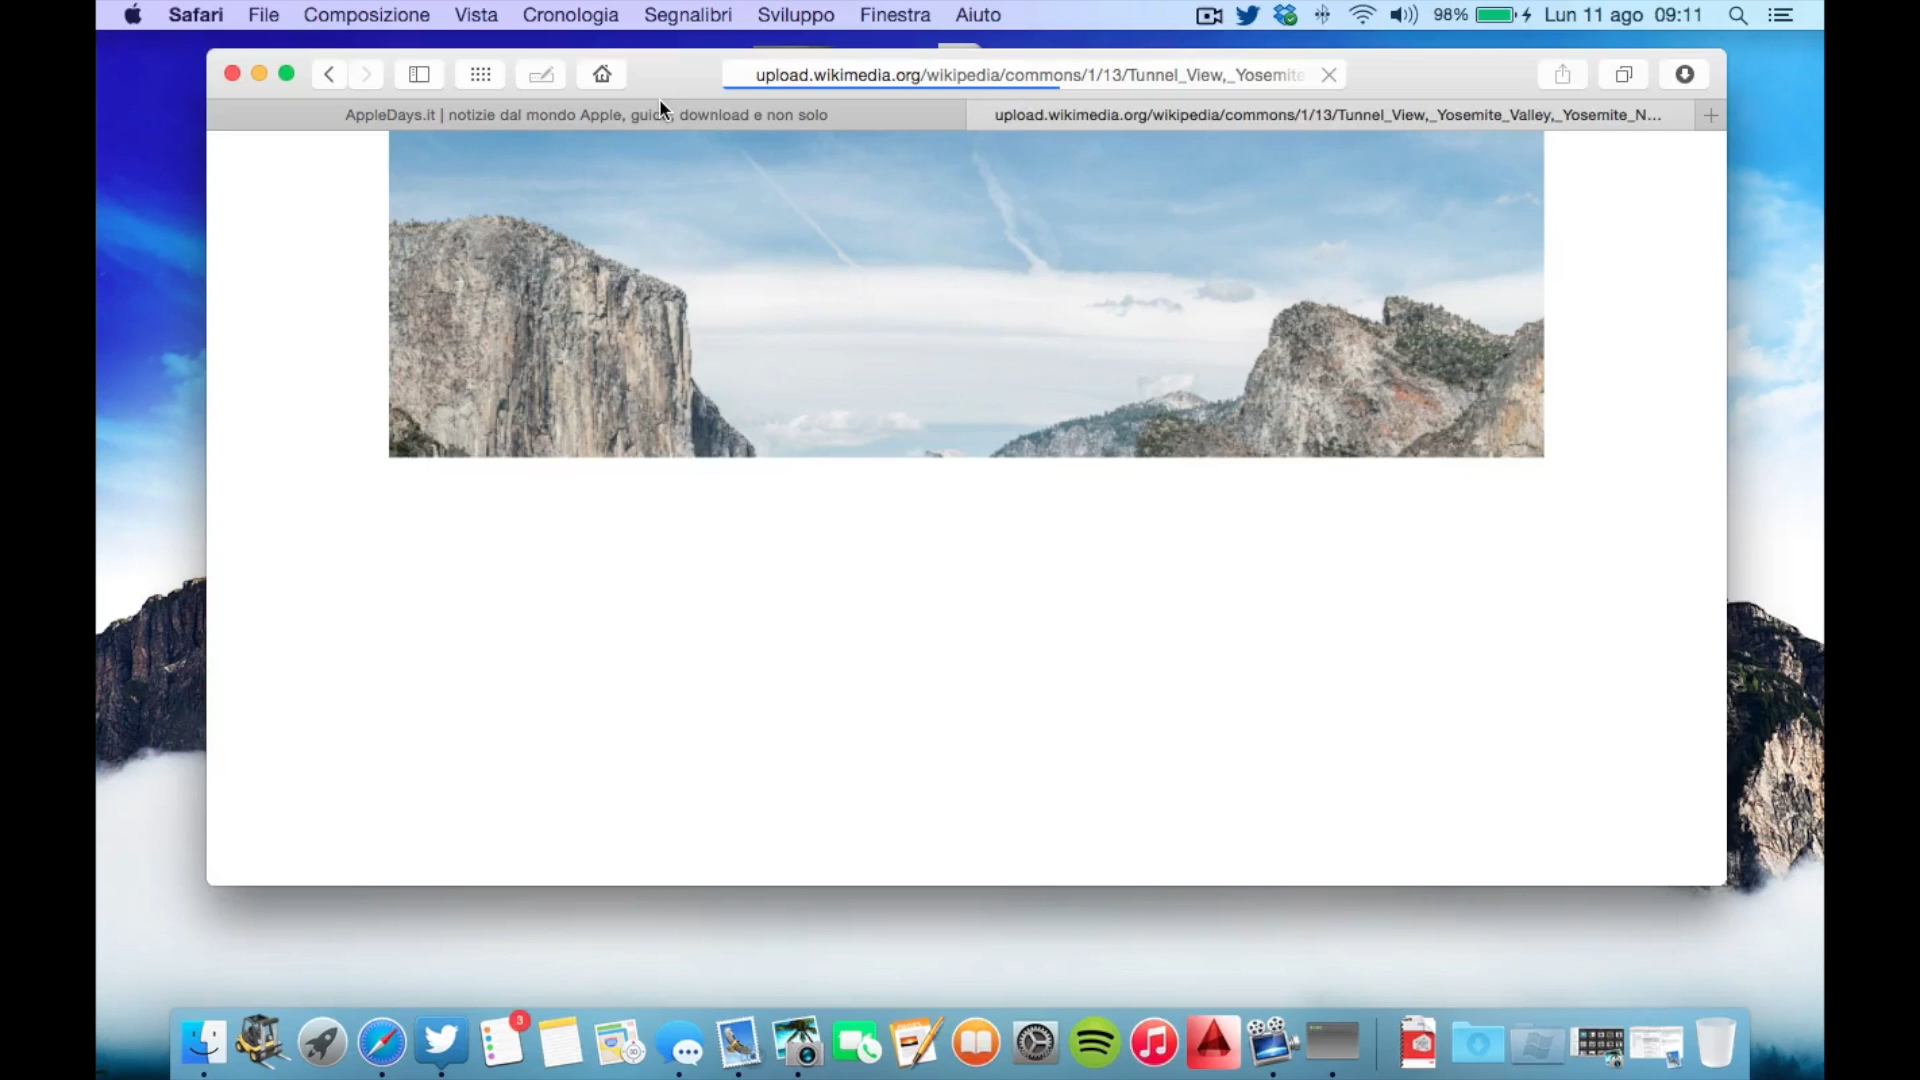 Safari File Composizione Vista Cronologia Segnalibri Sviluppo Finestra Aiuto 98% Lun 11 ago 09:11
upload.wikimedia.org/wikipedia/commons/1/13/Tunnel_View,_Yosemite
AppleDays.it | notizie dal mondo Apple, guide, download e non solo
upload.wikimedia.org/wikipedia/commons/1/13/Tunnel_View,_Yosemite_Valley,_Yosemite_N...
3
PAGES